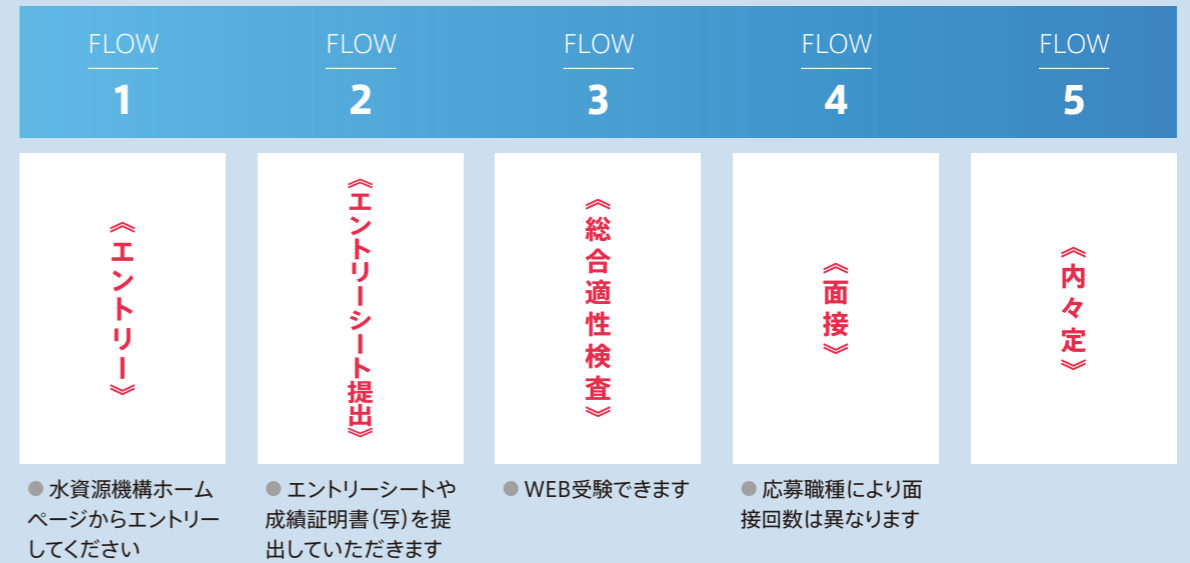 FLOW
1
FLOW
2
FLOW
3
FLOW
4
FLOW
5
《エントリー》
《エントリーシート提出》
《総合適性検査》
《面接》
《内々定》
● 水資源機構ホーム
ページからエントリー
してください
● エントリーシートや
成績証明書(写)を提
出していただきます
● WEB受験できます
● 応募職種により面
接回数は異なります